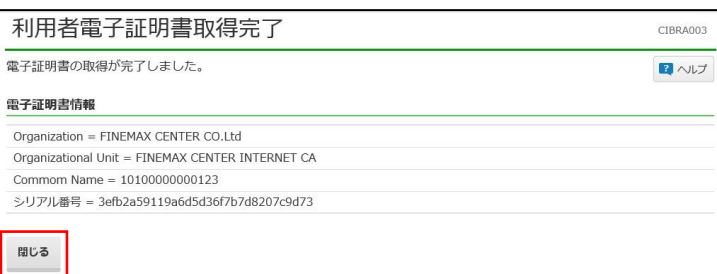 利用者電子証明書取得完了
CIBRA003
電子証明書の取得が完了しました。
? ヘルプ
電子証明書情報
Organization = FINEMAX CENTER CO.Ltd
Organizational Unit = FINEMAX CENTER INTERNET CA
Commom Name = 10100000000123
シリアル番号 = 3efb2a59119a6d5d36f7b7d8207c9d73
閉じる